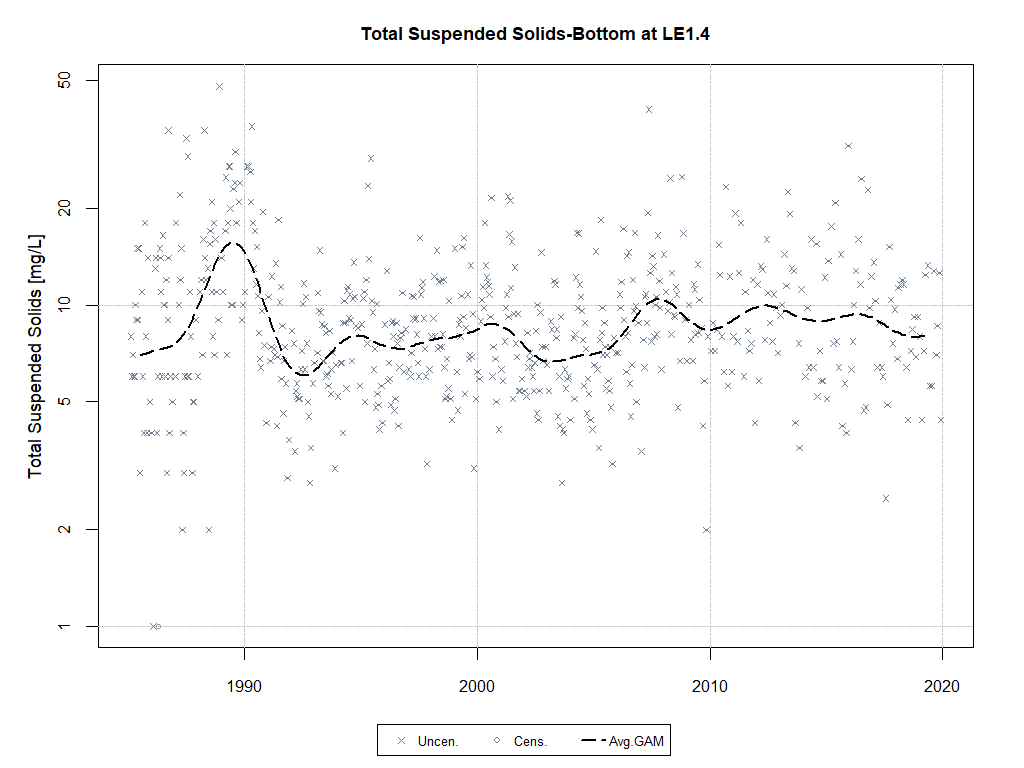 Total Suspended Solids-Bottom at LE1.4
Total Suspended Solids [mg/L]
50
20
10
5
2
1
1990 2000 2010 2020
Uncen. Cens. Avg.GAM